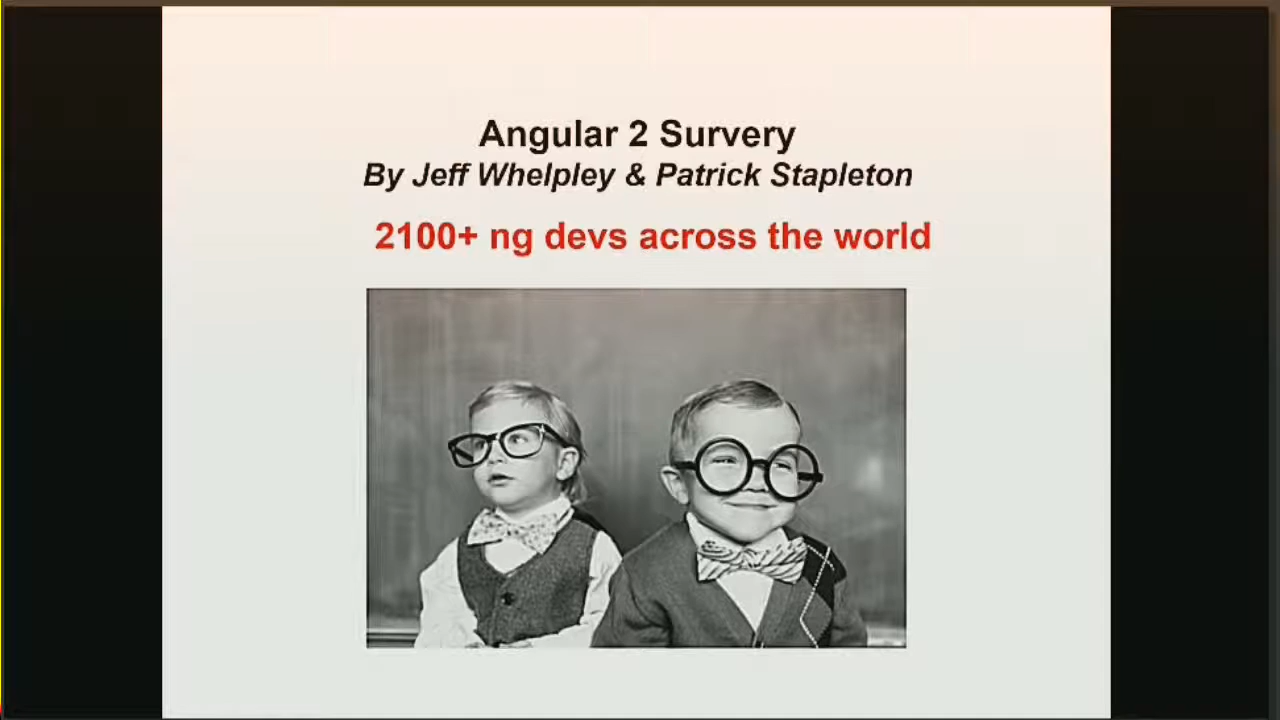 Angular 2 Survery
By Jeff Whelpley & Patrick Stapleton
2100+ ng devs across the world